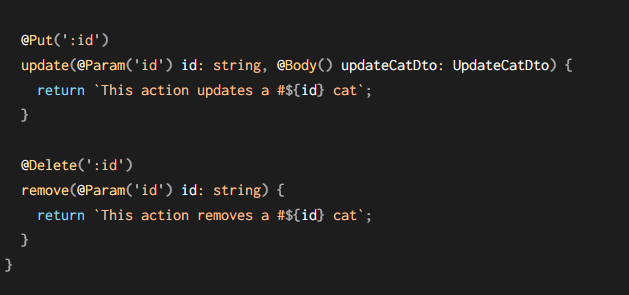 @Put(':id')
update(@Param('id') id: string, @Body() updateCatDto: UpdateCatDto) {
return `This action updates a #${id} cat`;
}
@Delete(':id')
remove(@Param('id') id: string) {
return `This action removes a #${id} cat`;
}
}